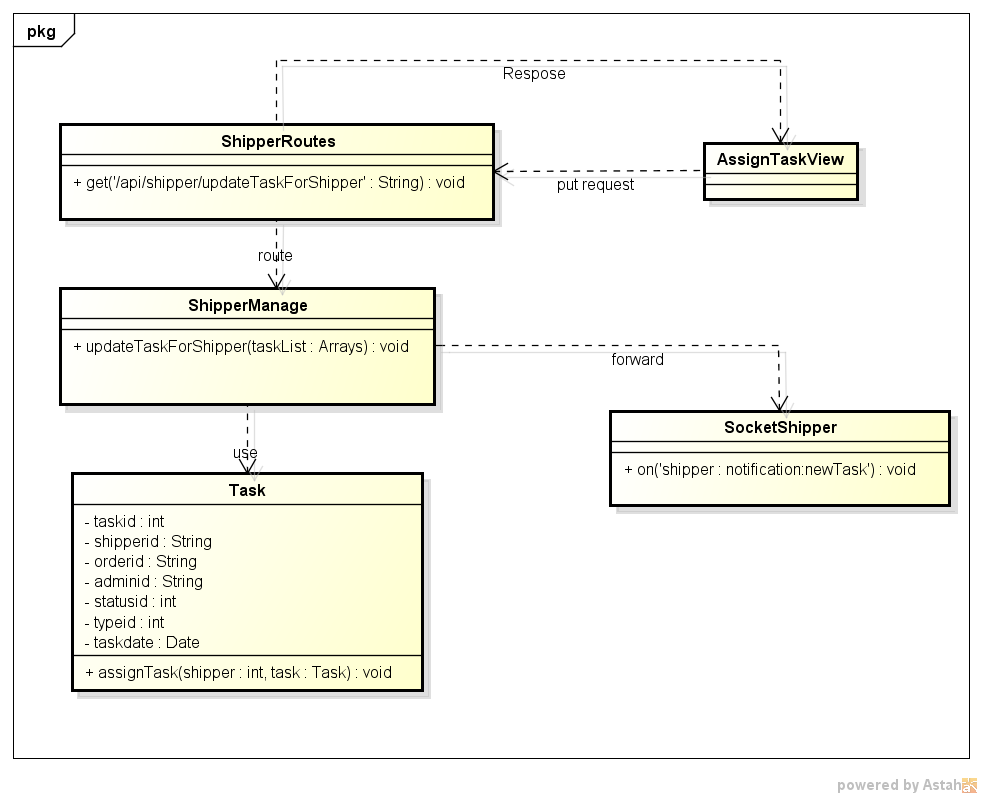 pkg
Respose
ShipperRoutes
+ get('/api/shipper/updateTaskForShipper' : String) : void
AssignTaskView
put request
route
ShipperManage
+ updateTaskForShipper(taskList : Arrays) : void
forward
SocketShipper
+ on('shipper : notification:newTask') : void
use
Task
- taskid : int
- shipperid : String
- orderid : String
- adminid : String
- statusid : int
- typeid : int
- taskdate : Date
+ assignTask(shipper : int, task : Task) : void
powered by Astah